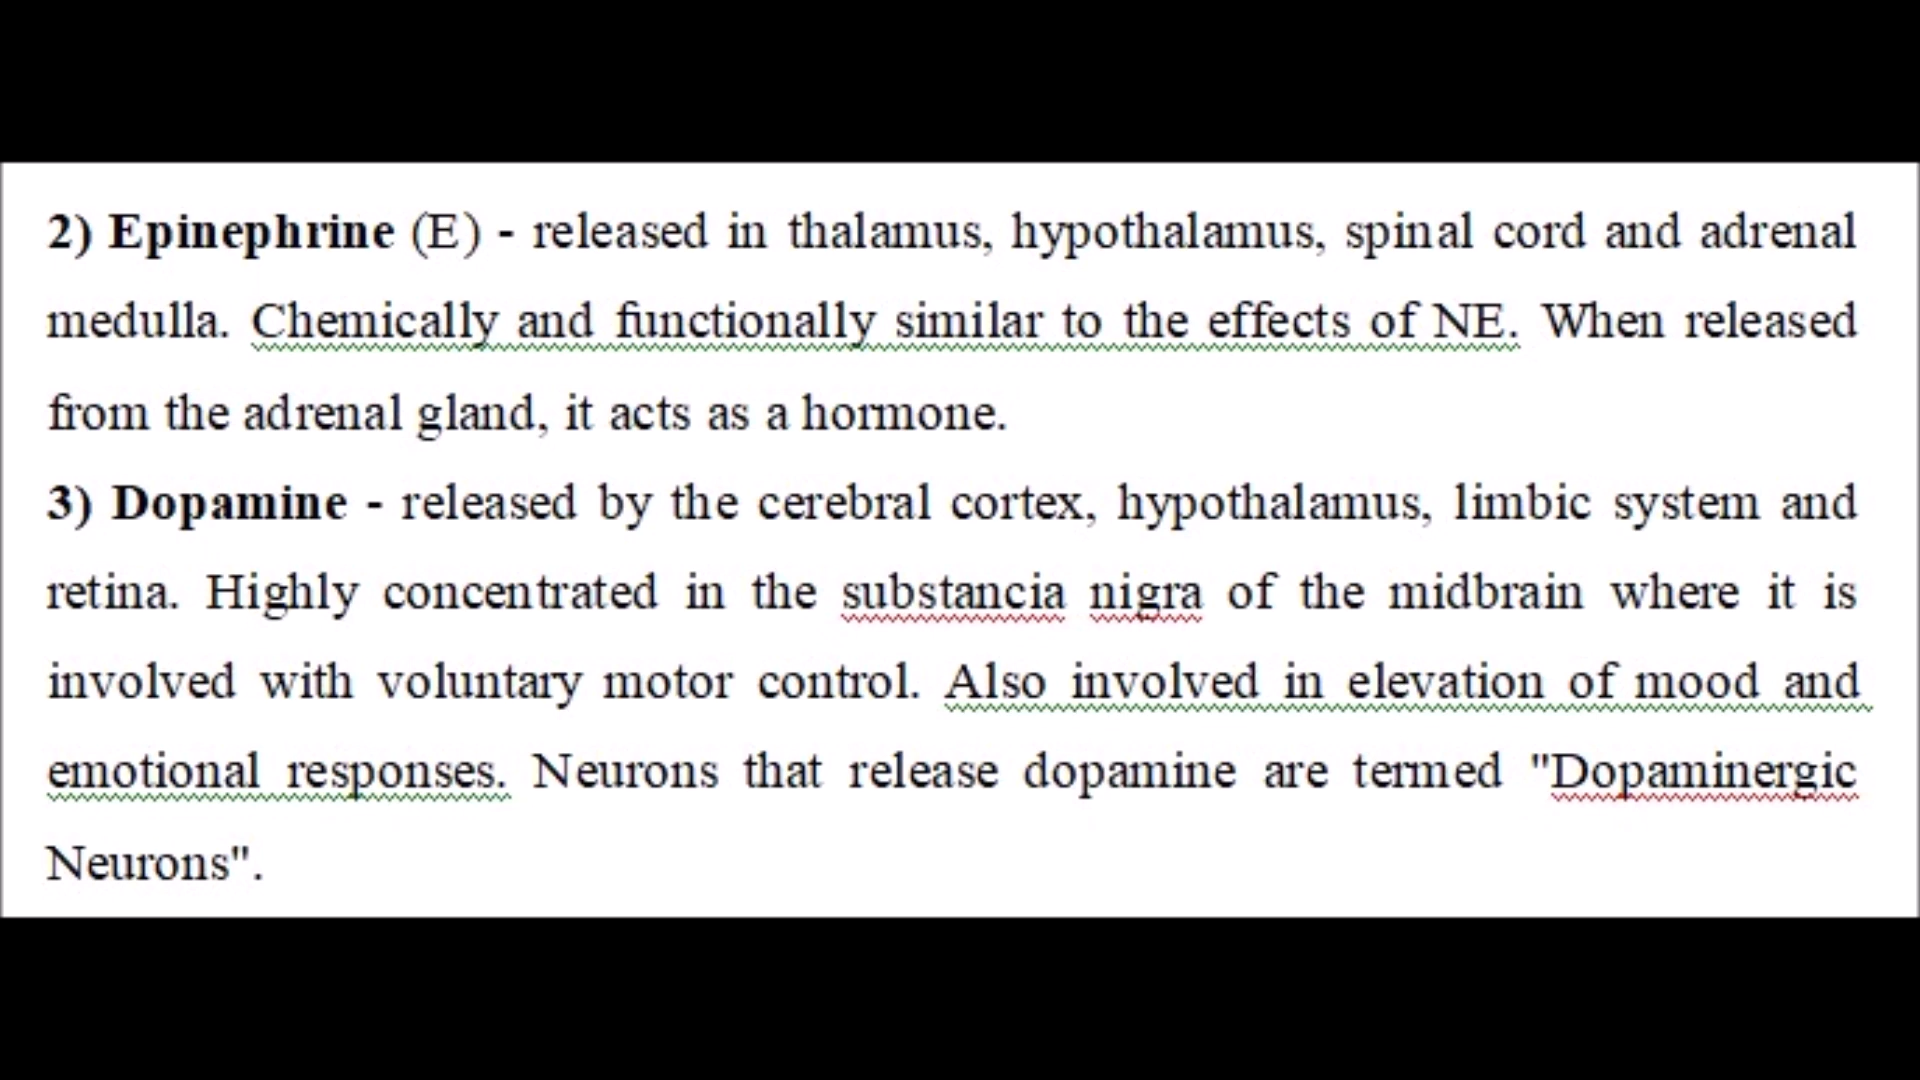 2) Epinephrine (E) - released in thalamus, hypothalamus, spinal cord and adrenal
medulla. Chemically and functionally similar to the effects of NE. When released
from the adrenal gland, it acts as a hormone.
3) Dopamine - released by the cerebral cortex, hypothalamus, limbic system and
retina. Highly concentrated in the substancia nigra of the midbrain where it is
involved with voluntary motor control. Also involved in elevation of mood and
emotional responses. Neurons that release dopamine are termed "Dopaminergic
Neurons".